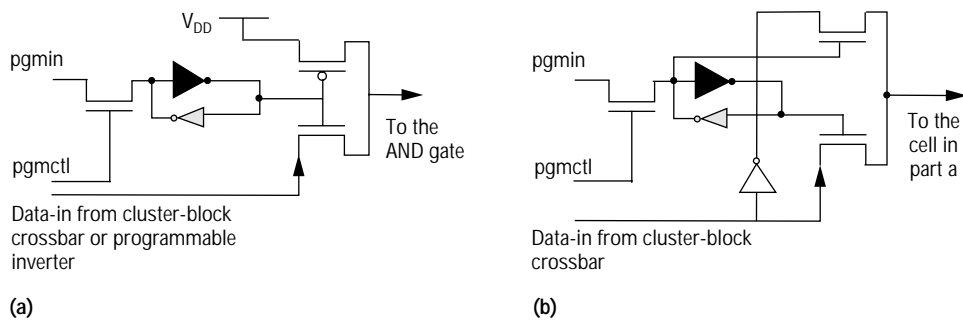 V_DD
pgmin
pgmctl
To the
AND gate
Data-in from cluster-block
crossbar or programmable
inverter
(a)
pgmin
pgmctl
To the
cell in
part a
Data-in from cluster-block
crossbar
(b)